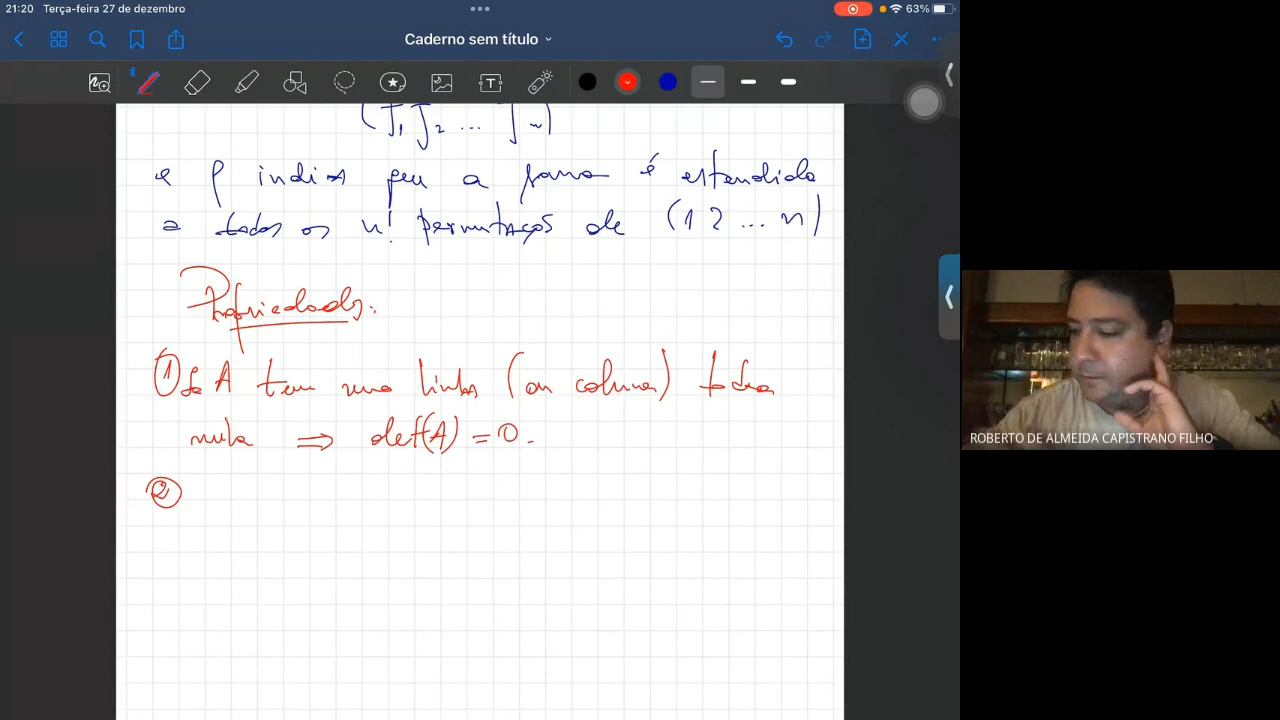 21:20 Terça-feira 27 de dezembro
63%
Caderno sem título
(J₁ J₂ ... Jₙ)
e ρ indica que a soma é estendida
a todas as n! permutações de (1 2 ... n)
Propriedades:
① Se A tem uma linha (ou coluna) toda
nula ⇒ det(A) = 0.
②
ROBERTO DE ALMEIDA CAPISTRANO FILHO